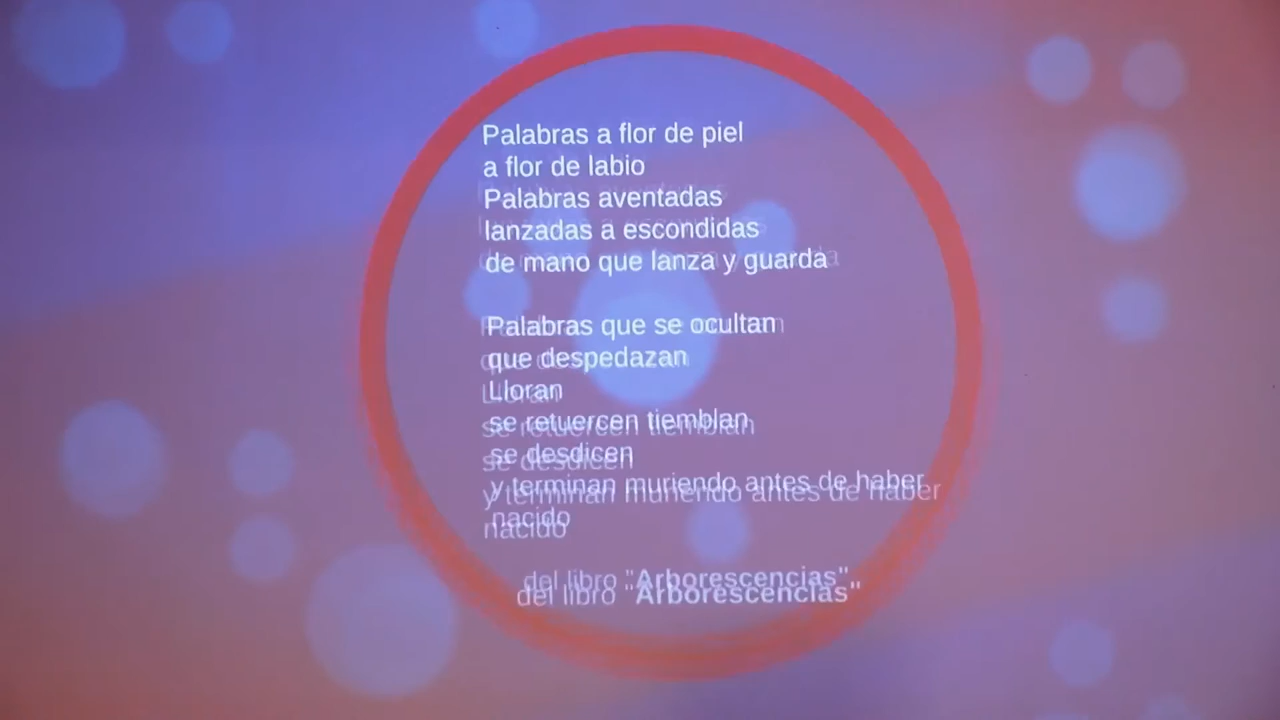 Palabras a flor de piel
a flor de labio
Palabras aventadas
lanzadas a escondidas
de mano que lanza y guarda
Palabras que se ocultan
que despedazan
Lloran
se retuercen tiemblan
se desdicen
y terminan muriendo antes de haber
nacido
del libro "Arborescencias"